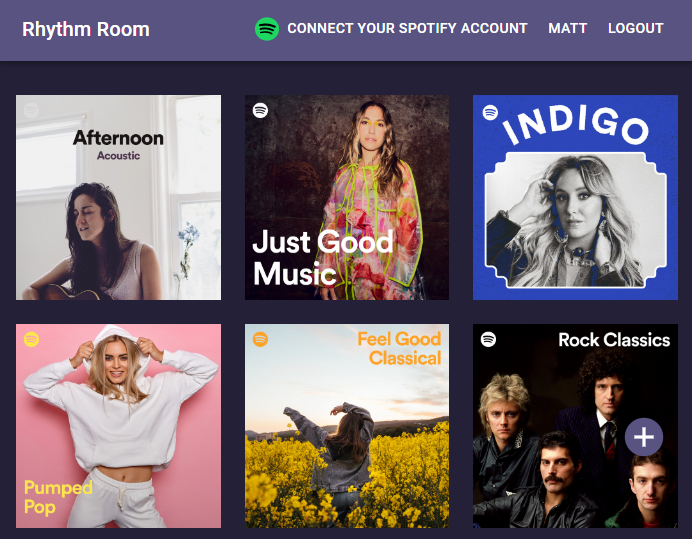 Rhythm Room
CONNECT YOUR SPOTIFY ACCOUNT
MATT
LOGOUT
Afternoon
Acoustic
Just Good
Music
INDIGO
Pumped
Pop
Feel Good
Classical
Rock Classics